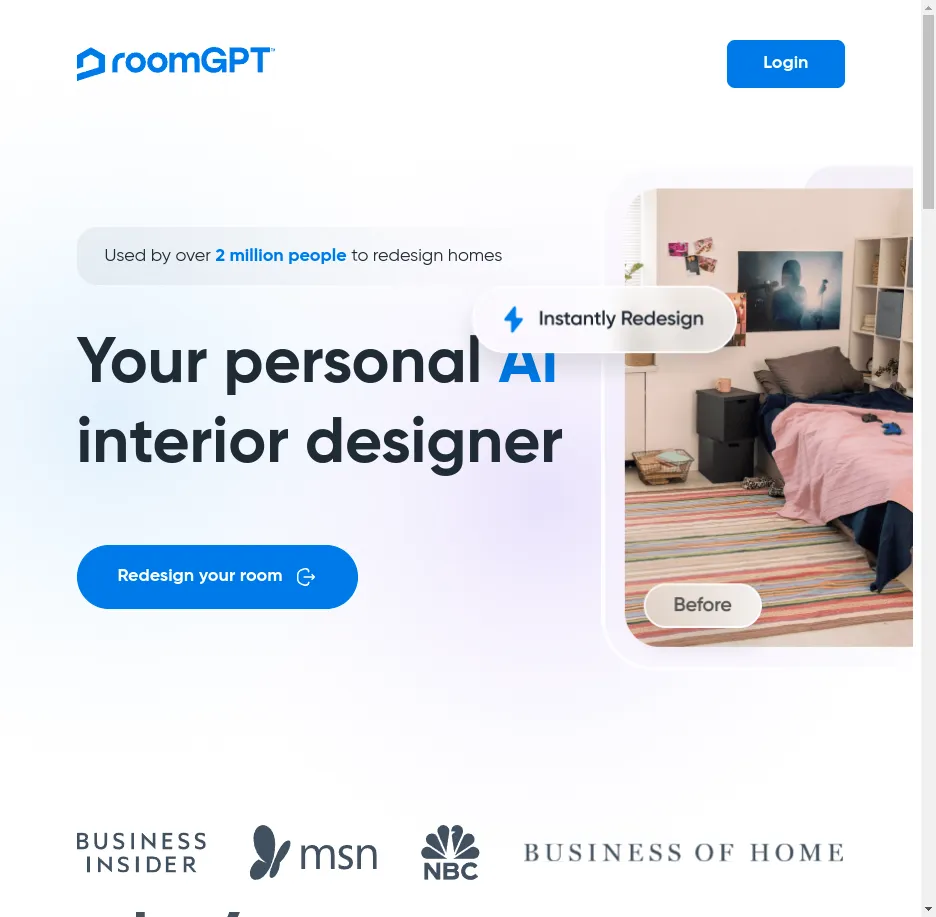 roomGPT™
Login
Used by over 2 million people to redesign homes
Instantly Redesign
Your personal AI
interior designer
Redesign your room
Before
BUSINESS
INSIDER
msn
NBC
BUSINESS OF HOME